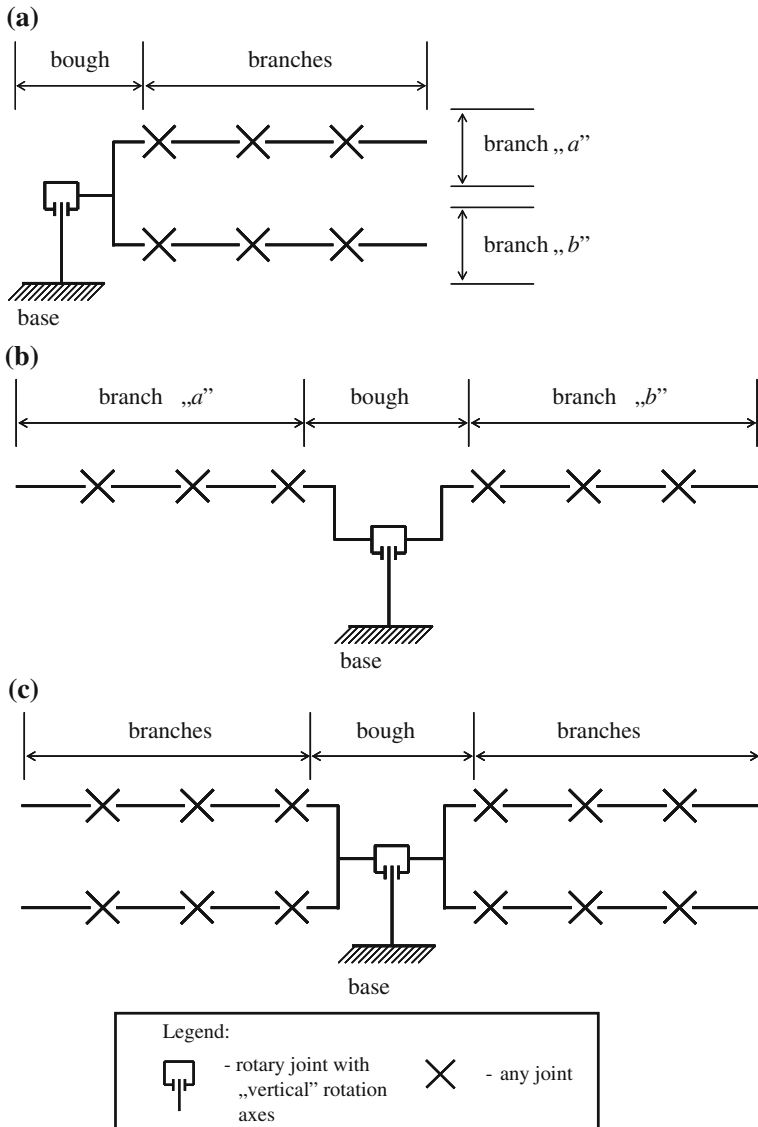 (a)
bough branches
branch „a”
branch „b”
base
(b)
branch „a” bough branch „b”
base
(c)
branches bough branches
base
Legend:
- rotary joint with
„vertical” rotation
axes
- any joint